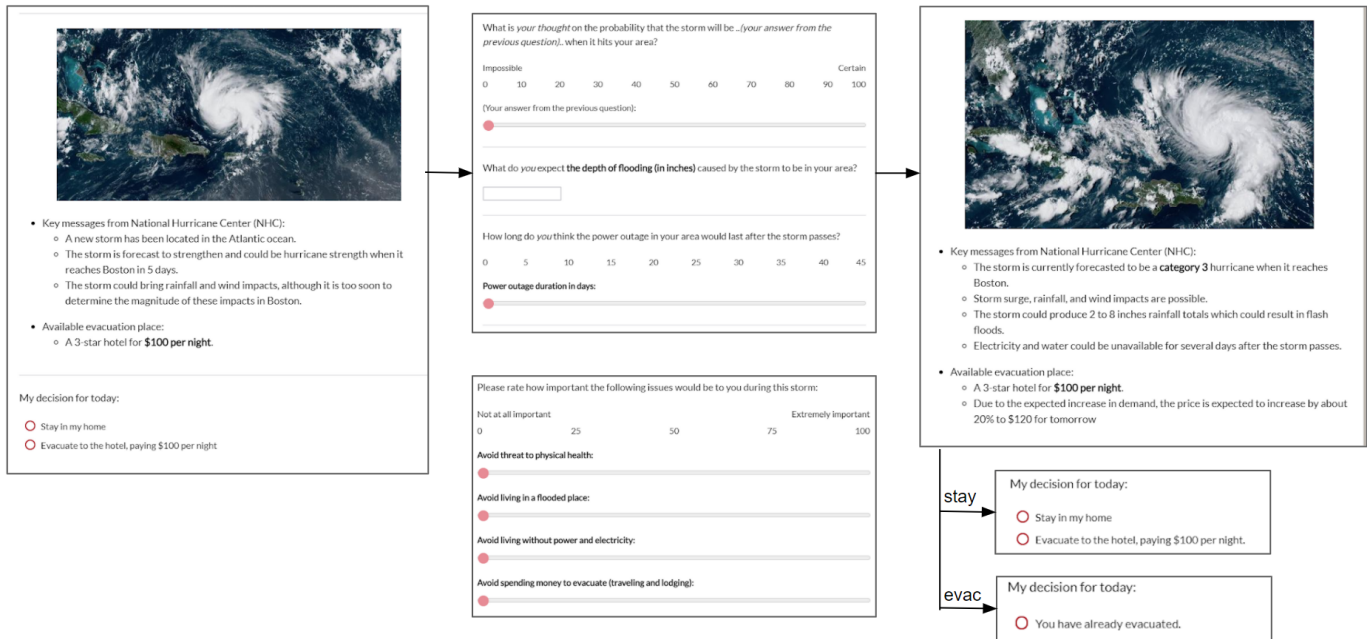 Key messages from National Hurricane Center (NHC):
A new storm has been located in the Atlantic ocean.
The storm is forecast to strengthen and could be hurricane strength when it
reaches Boston in 5 days.
The storm could bring rainfall and wind impacts, although it is too soon to
determine the magnitude of these impacts in Boston.
Available evacuation place:
A 3-star hotel for $100 per night.
My decision for today:
Stay in my home
Evacuate to the hotel, paying $100 per night
What is your thought on the probability that the storm will be ..(your answer from the
previous question).. when it hits your area?
Impossible Certain
0 10 20 30 40 50 60 70 80 90 100
(Your answer from the previous question):
What do you expect the depth of flooding (in inches) caused by the storm to be in your area?
How long do you think the power outage in your area would last after the storm passes?
0 5 10 15 20 25 30 35 40 45
Power outage duration in days:
Please rate how important the following issues would be to you during this storm:
Not at all important Extremely important
0 25 50 75 100
Avoid threat to physical health:
Avoid living in a flooded place:
Avoid living without power and electricity:
Avoid spending money to evacuate (traveling and lodging):
Key messages from National Hurricane Center (NHC):
The storm is currently forecasted to be a category 3 hurricane when it reaches
Boston.
Storm surge, rainfall, and wind impacts are possible.
The storm could produce 2 to 8 inches rainfall totals which could result in flash
floods.
Electricity and water could be unavailable for several days after the storm passes.
Available evacuation place:
A 3-star hotel for $100 per night.
Due to the expected increase in demand, the price is expected to increase by about
20% to $120 for tomorrow
stay
My decision for today:
Stay in my home
Evacuate to the hotel, paying $100 per night.
evac
My decision for today:
You have already evacuated.